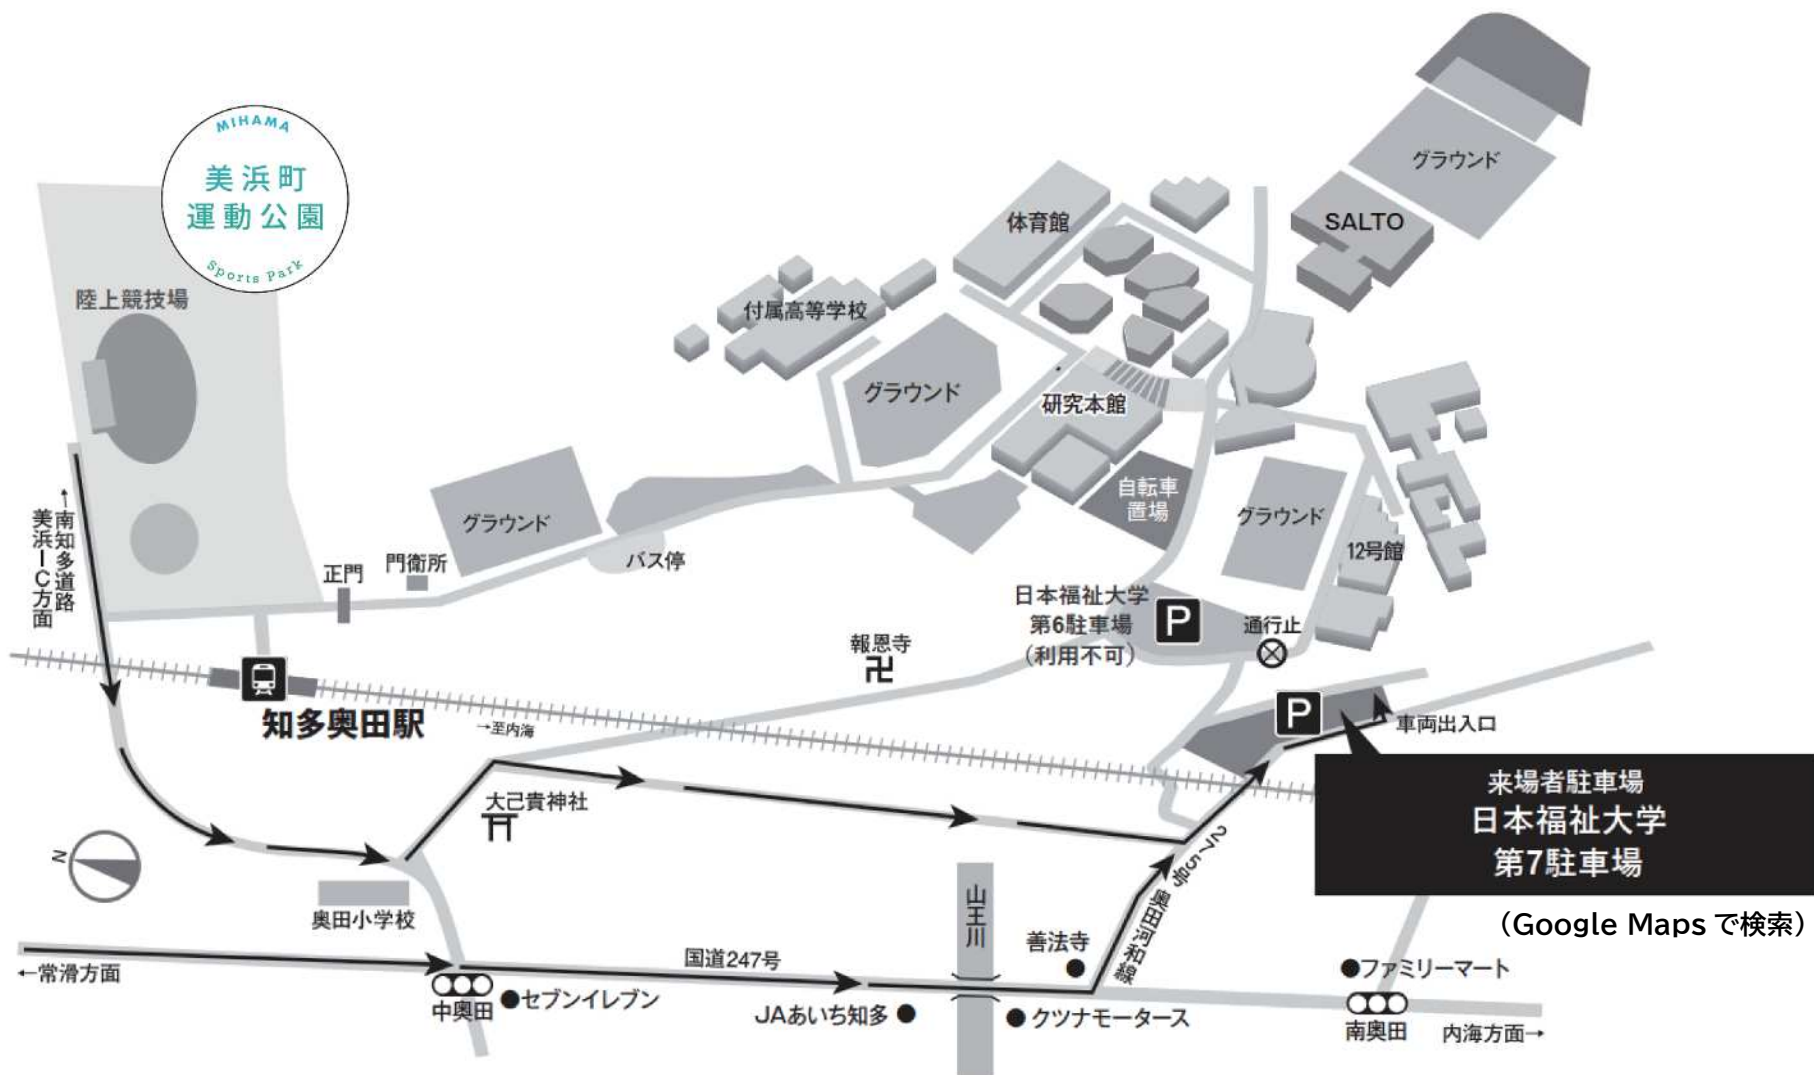 MIHAMA
美浜町
運動公園
Sports Park
陸上競技場
グラウンド
SALTO
体育館
付属高等学校
グラウンド
研究本館
自転車
置場
グラウンド
12号館
グラウンド
バス停
門衛所
正門
←南知多道路
美浜IC方面
日本福祉大学
第6駐車場
(利用不可)
P
通行止
報恩寺
卍
知多奥田駅
→至内海
P
車両出入口
来場者駐車場
日本福祉大学
第7駐車場
(Google Maps で検索)
大己貴神社
N
奥田小学校
275号 奥田河和線
山王川
善法寺
国道247号
←常滑方面
中奥田
●セブンイレブン
JAあいち知多 ●
● クツナモータース
●ファミリーマート
南奥田
内海方面→